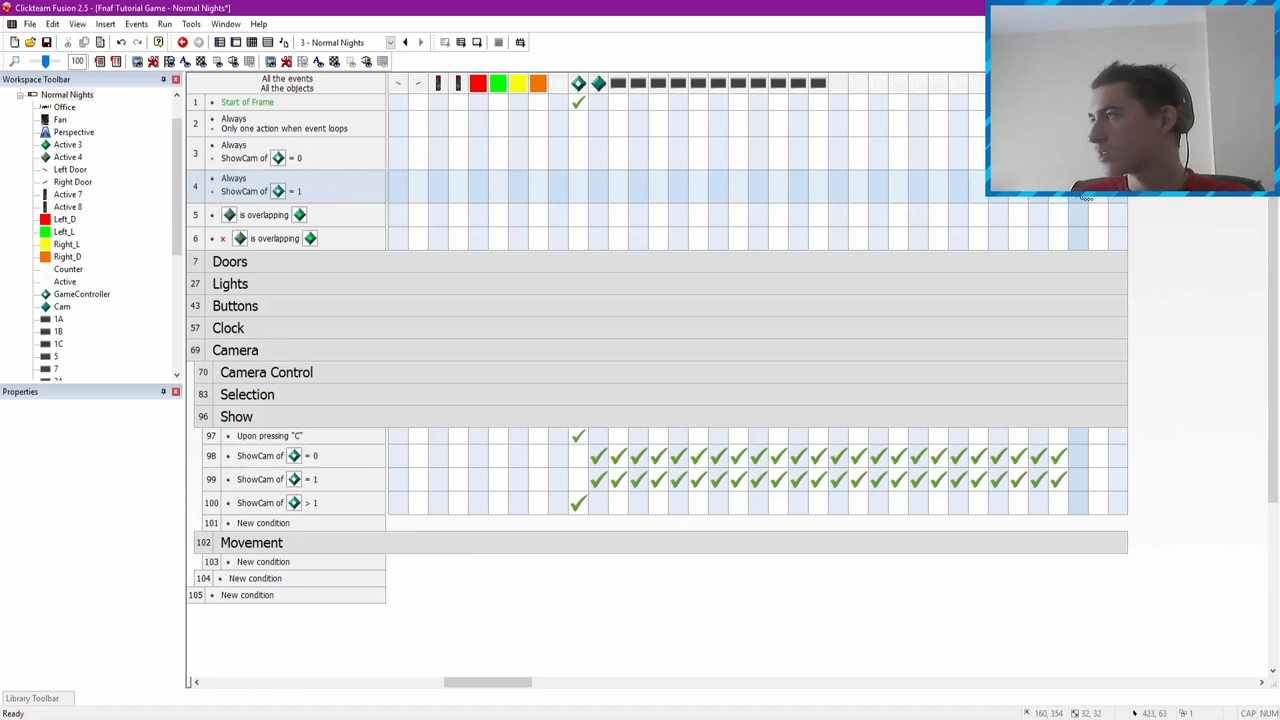 Clickteam Fusion 2.5 - [Fnaf Tutorial Game - Normal Nights*]
File Edit View Insert Events Run Tools Window Help
3 - Normal Nights
100
Workspace Toolbar
Normal Nights
Office
Fan
Perspective
Active 3
Active 4
Left Door
Right Door
Active 7
Active 8
Left_D
Left_L
Right_L
Right_D
Counter
Active
GameController
Cam
1A
1B
1C
5
7
Properties
Library Toolbar
Ready
All the events
All the objects
1 • Start of Frame
2 • Always
• Only one action when event loops
3 • Always
• ShowCam of = 0
4 • Always
• ShowCam of = 1
5 • is overlapping
6 • X is overlapping
7 Doors
27 Lights
43 Buttons
57 Clock
69 Camera
70 Camera Control
83 Selection
96 Show
97 • Upon pressing "C"
98 • ShowCam of = 0
99 • ShowCam of = 1
100 • ShowCam of > 1
101 • New condition
102 Movement
103 • New condition
104 • New condition
105 • New condition
160, 354 32, 32 423, 63 1 CAP NUM